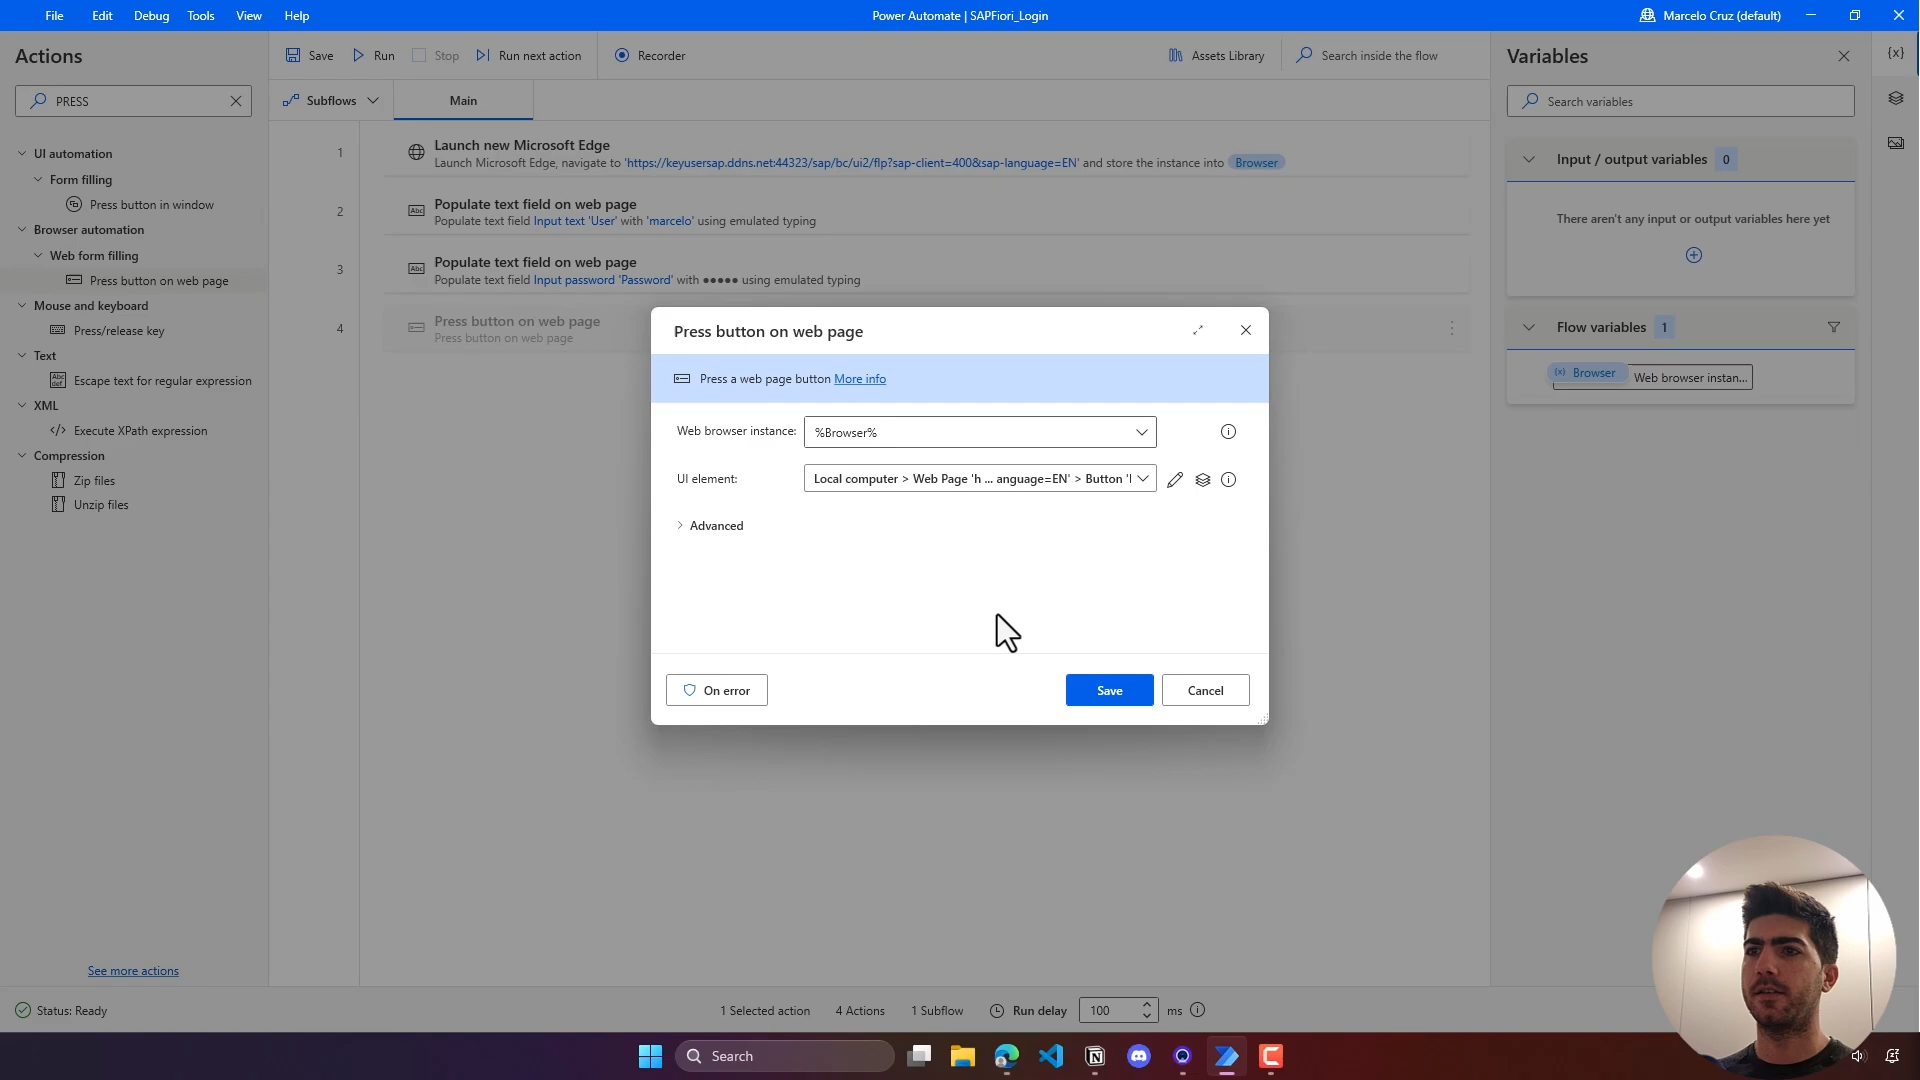 File Edit Debug Tools View Help
Power Automate | SAPFiori_Login
Marcelo Cruz (default)
Actions
PRESS
UI automation
Form filling
Press button in window
Browser automation
Web form filling
Press button on web page
Mouse and keyboard
Press/release key
Text
Escape text for regular expression
XML
Execute XPath expression
Compression
Zip files
Unzip files
See more actions
Save Run Stop Run next action Recorder Assets Library Search inside the flow
Subflows Main
1 Launch new Microsoft Edge
Launch Microsoft Edge, navigate to 'https://keyusersap.ddns.net:44323/sap/bc/ui2/flp?sap-client=400&sap-language=EN' and store the instance into Browser
2 Populate text field on web page
Populate text field Input text 'User' with 'marcelo' using emulated typing
3 Populate text field on web page
Populate text field Input password 'Password' with ●●●●● using emulated typing
4 Press button on web page
Press button on web page
Press button on web page
Press a web page button More info
Web browser instance: %Browser%
UI element: Local computer > Web Page 'h ... anguage=EN' > Button '
Advanced
On error Save Cancel
Variables
{x}
Search variables
Input / output variables 0
There aren't any input or output variables here yet
Flow variables 1
(x) Browser Web browser instan...
Status: Ready 1 Selected action 4 Actions 1 Subflow Run delay 100 ms
Search